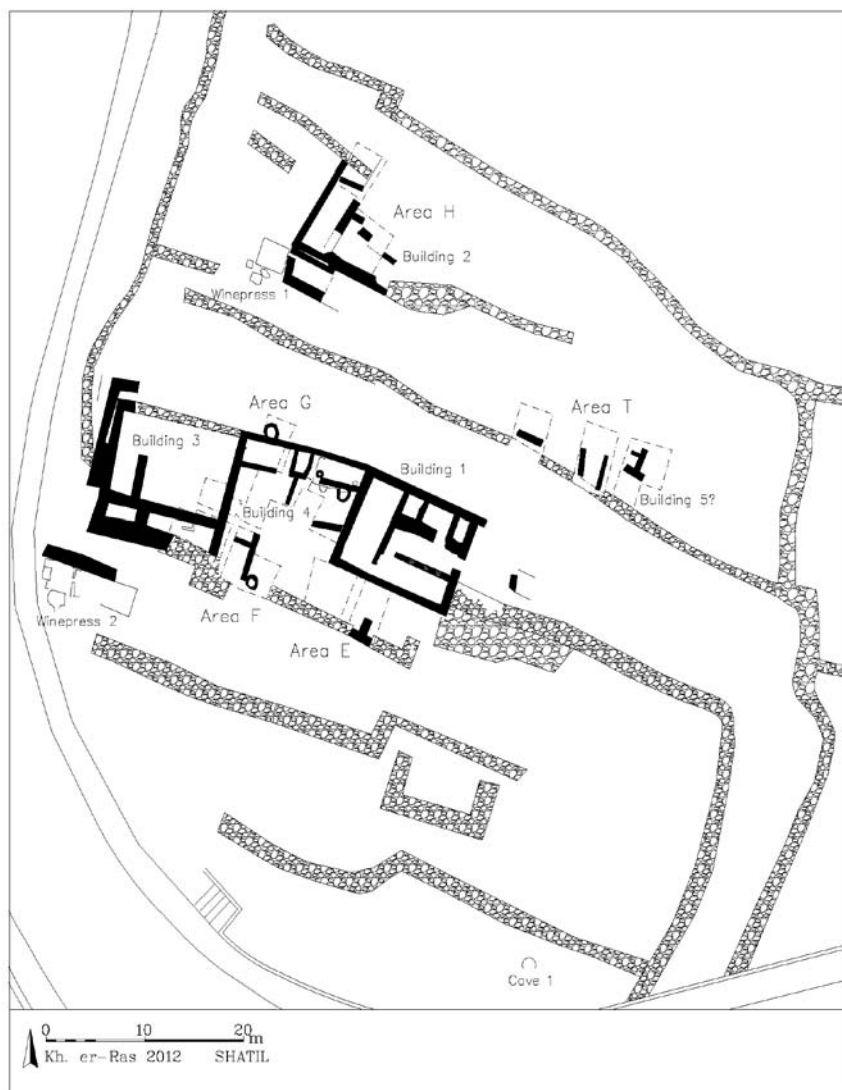 Area H
Building 2
Winepress 1
Area G
Area T
Building 3
Building 1
Building 4
Building 5?
Area F
Winepress 2
Area E
Cave 1
0 10 20 m
Kh. er-Ras 2012 SHATIL